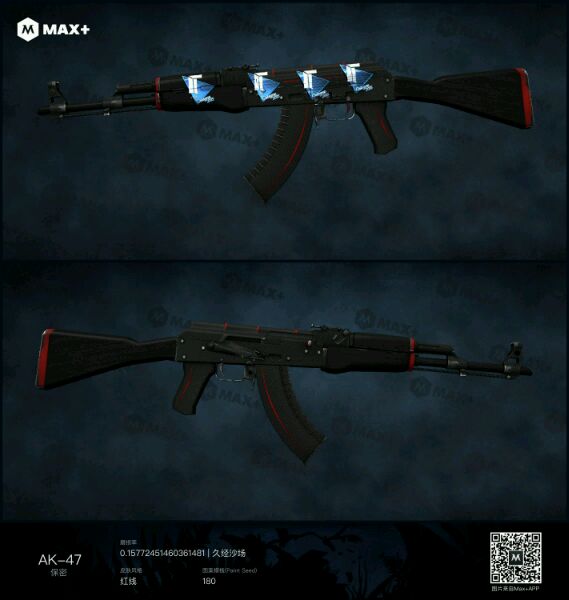 MAX+
AK-47
保密
磨损率
0.15772451460361481 | 久经沙场
皮肤风格
红线
图案模板(Paint Seed)
180
图片来自Max+APP